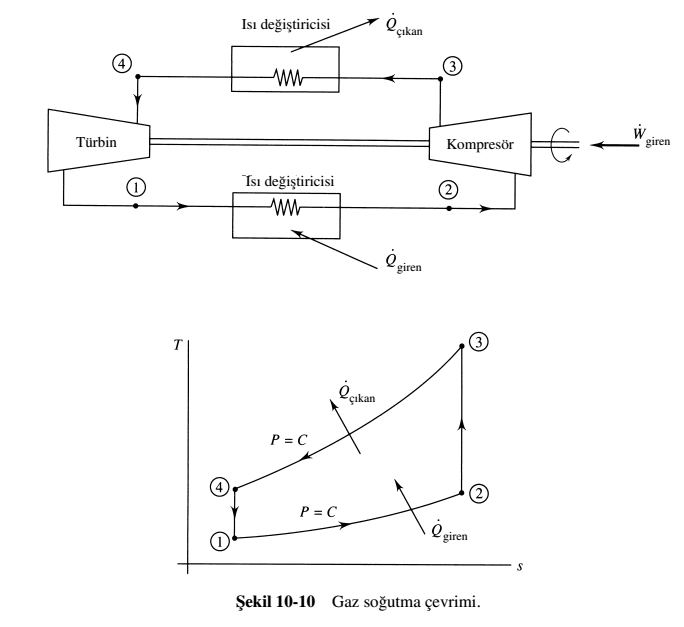 Isı değiştiricisi
Q̇çıkan
4
3
Türbin
Kompresör
Ẇgiren
1
Isı değiştiricisi
2
Q̇giren
T
3
Q̇çıkan
P = C
4
2
P = C
1
Q̇giren
s
Şekil 10-10 Gaz soğutma çevrimi.